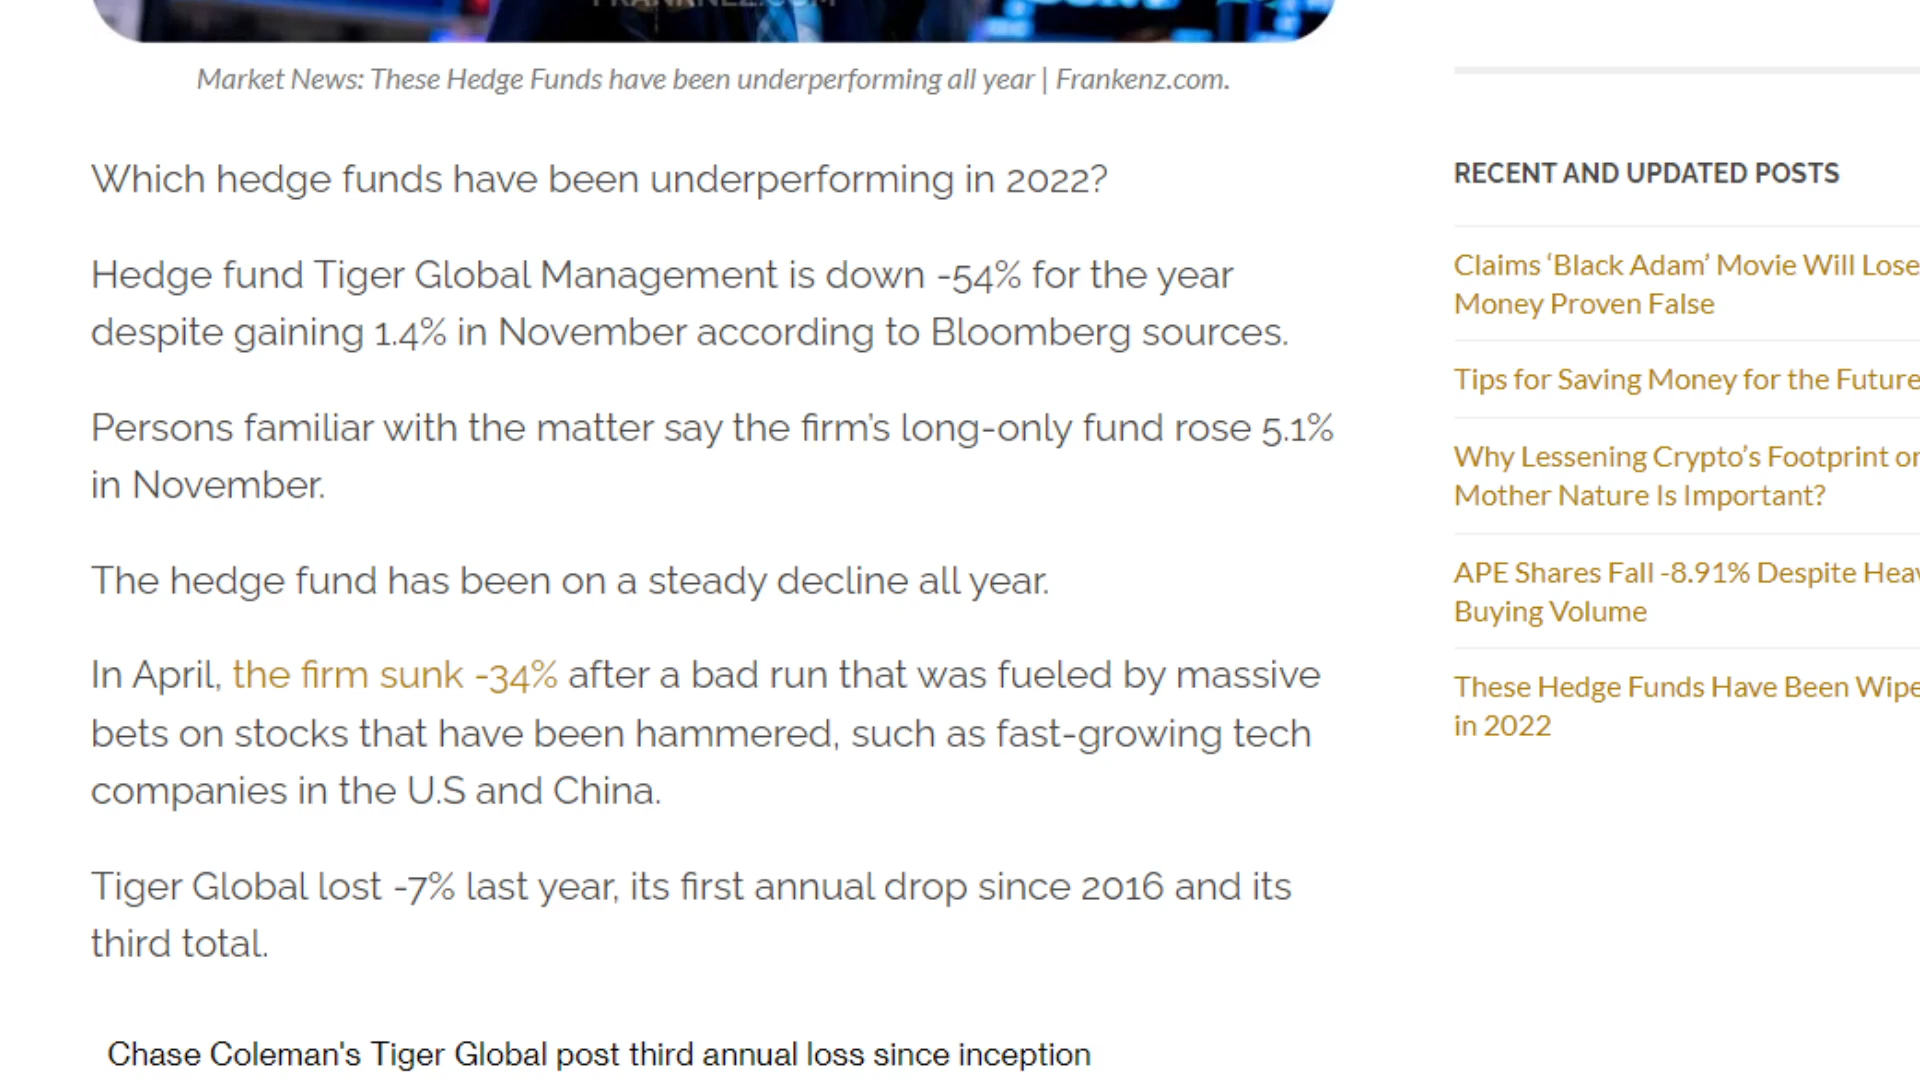 FRANKNEZ.COM
Market News: These Hedge Funds have been underperforming all year | Frankenz.com.
Which hedge funds have been underperforming in 2022?
Hedge fund Tiger Global Management is down -54% for the year
despite gaining 1.4% in November according to Bloomberg sources.
Persons familiar with the matter say the firm's long-only fund rose 5.1%
in November.
The hedge fund has been on a steady decline all year.
In April, the firm sunk -34% after a bad run that was fueled by massive
bets on stocks that have been hammered, such as fast-growing tech
companies in the U.S and China.
Tiger Global lost -7% last year, its first annual drop since 2016 and its
third total.
Chase Coleman's Tiger Global post third annual loss since inception
RECENT AND UPDATED POSTS
Claims ‘Black Adam’ Movie Will Lose
Money Proven False
Tips for Saving Money for the Future
Why Lessening Crypto’s Footprint
Mother Nature Is Important?
APE Shares Fall -8.91% Despite
Buying Volume
These Hedge Funds Have Been
in 2022